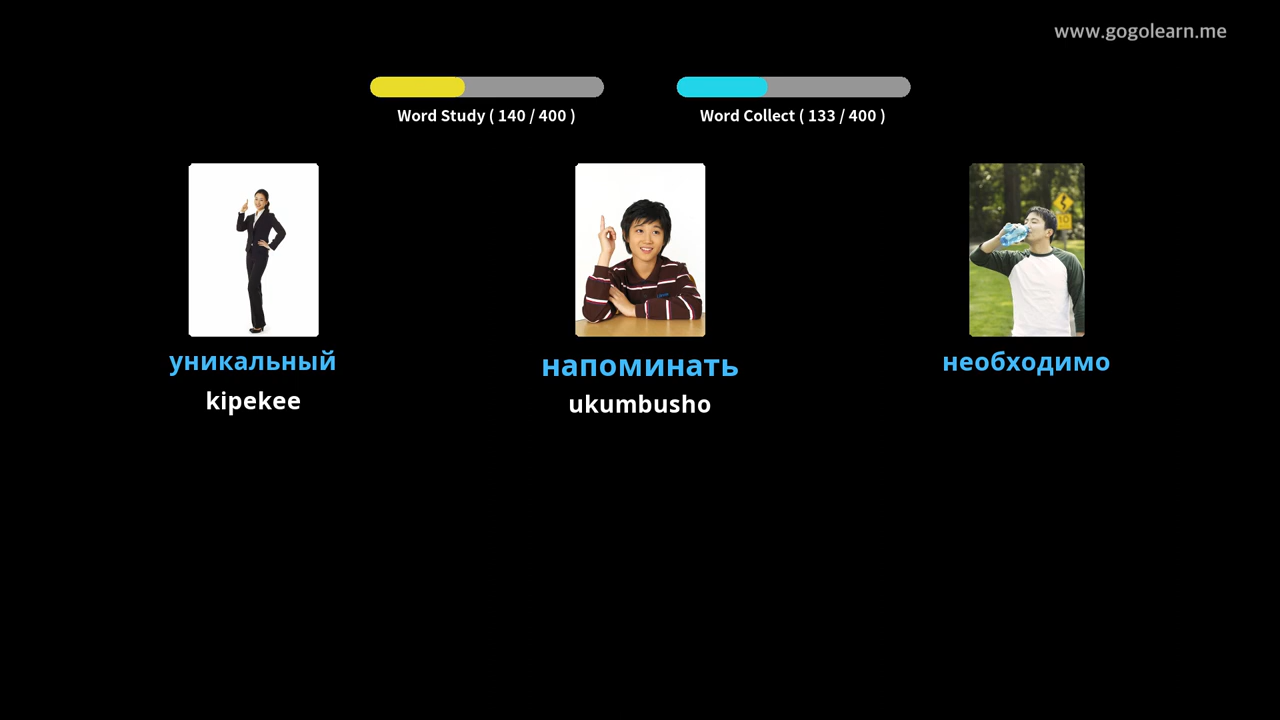 www.gogolearn.me
Word Study ( 140 / 400 )
Word Collect ( 133 / 400 )
уникальный
напоминать
необходимо
kipekee
ukumbusho